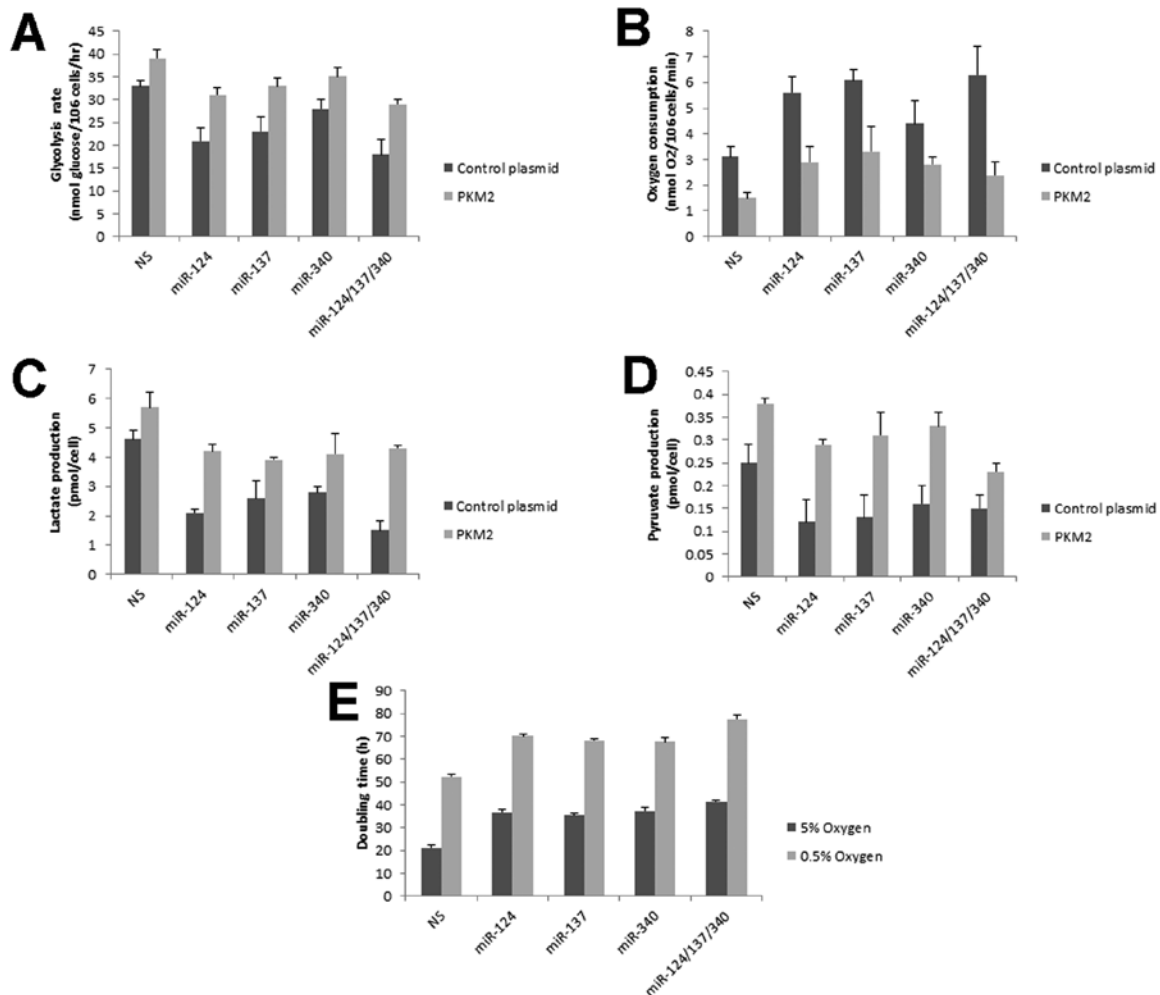 A
Glycolysis rate
(nmol glucose/106 cells/hr)
45
40
35
30
25
20
15
10
5
0
NS
miR-124
miR-137
miR-340
miR-124/137/340
Control plasmid
PKM2
B
Oxygen consumption
(nmol O2/106 cells/min)
8
7
6
5
4
3
2
1
0
NS
miR-124
miR-137
miR-340
miR-124/137/340
Control plasmid
PKM2
C
Lactate production
(pmol/cell)
7
6
5
4
3
2
1
0
NS
miR-124
miR-137
miR-340
miR-124/137/340
Control plasmid
PKM2
D
Pyruvate production
(pmol/cell)
0.45
0.4
0.35
0.3
0.25
0.2
0.15
0.1
0.05
0
NS
miR-124
miR-137
miR-340
miR-124/137/340
Control plasmid
PKM2
E
Doubling time (h)
90
80
70
60
50
40
30
20
10
0
NS
miR-124
miR-137
miR-340
miR-124/137/340
5% Oxygen
0.5% Oxygen